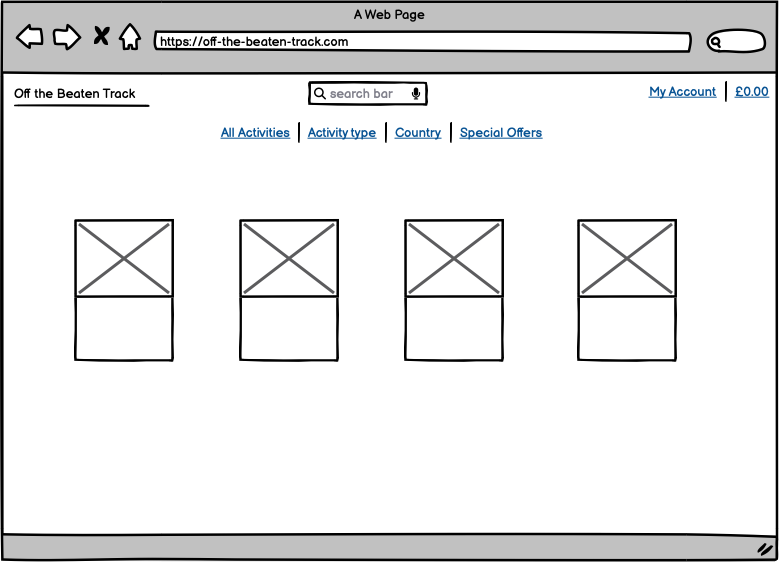 A Web Page
https://off-the-beaten-track.com
Off the Beaten Track
search bar
My Account
£0.00
All Activities
Activity type
Country
Special Offers